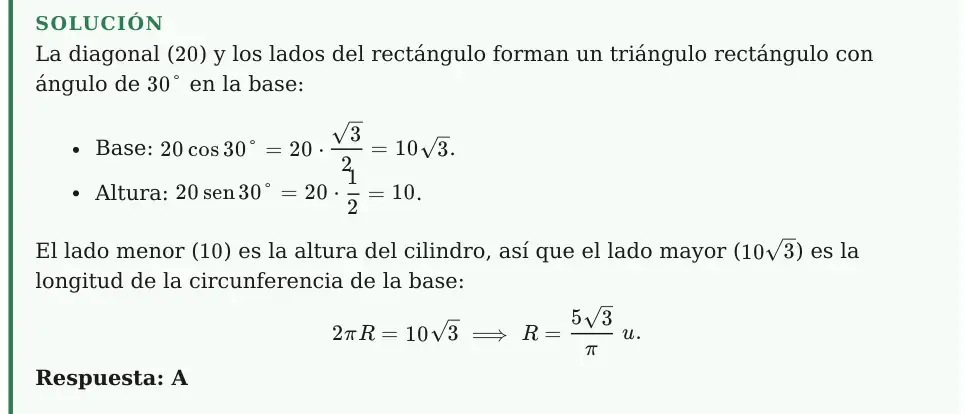 SOLUCIÓN
La diagonal (20) y los lados del rectángulo forman un triángulo rectángulo con
ángulo de 30° en la base:
• Base: 20 cos 30° = 20 · √3/2 = 10√3.
• Altura: 20 sen 30° = 20 · 1/2 = 10.
El lado menor (10) es la altura del cilindro, así que el lado mayor (10√3) es la
longitud de la circunferencia de la base:
2πR = 10√3 ⟹ R = 5√3/π u.
Respuesta: A